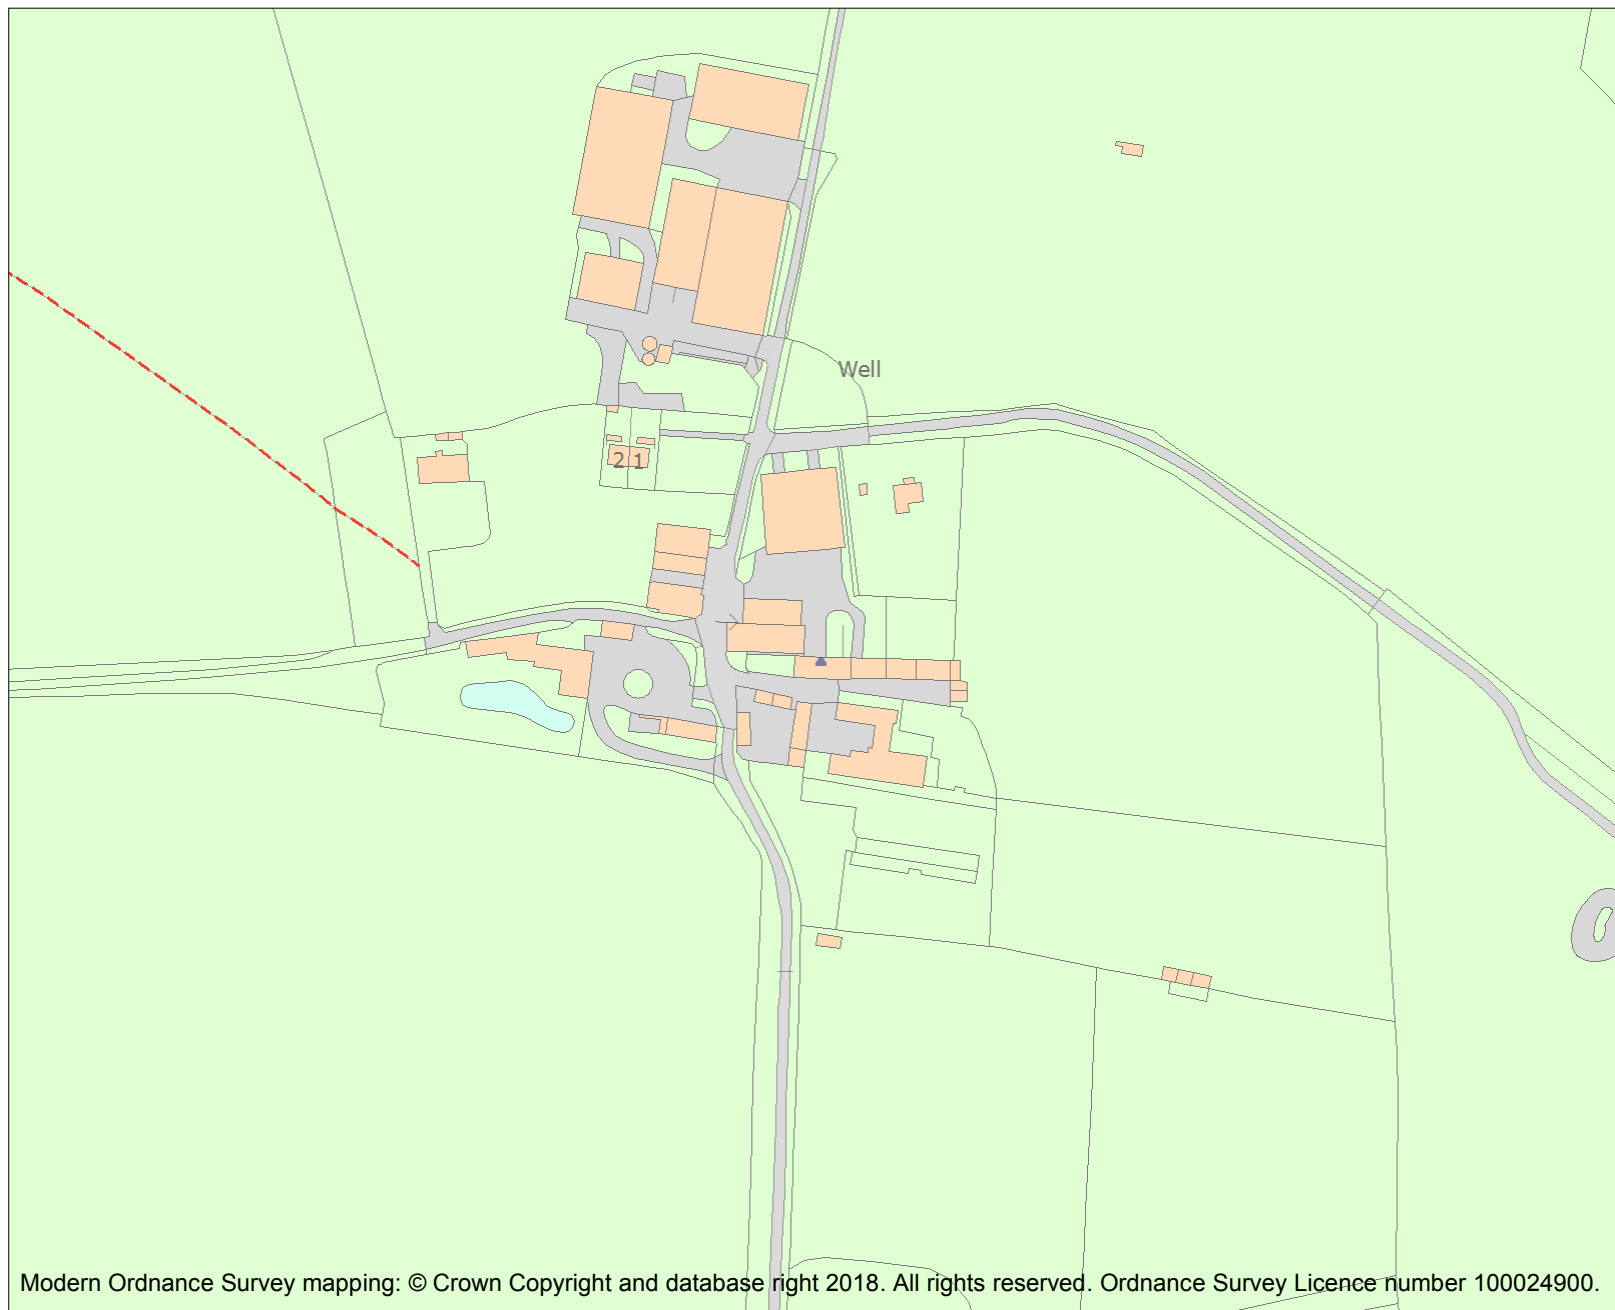 Well
2 1
Modern Ordnance Survey mapping: © Crown Copyright and database right 2018. All rights reserved. Ordnance Survey Licence number 100024900.